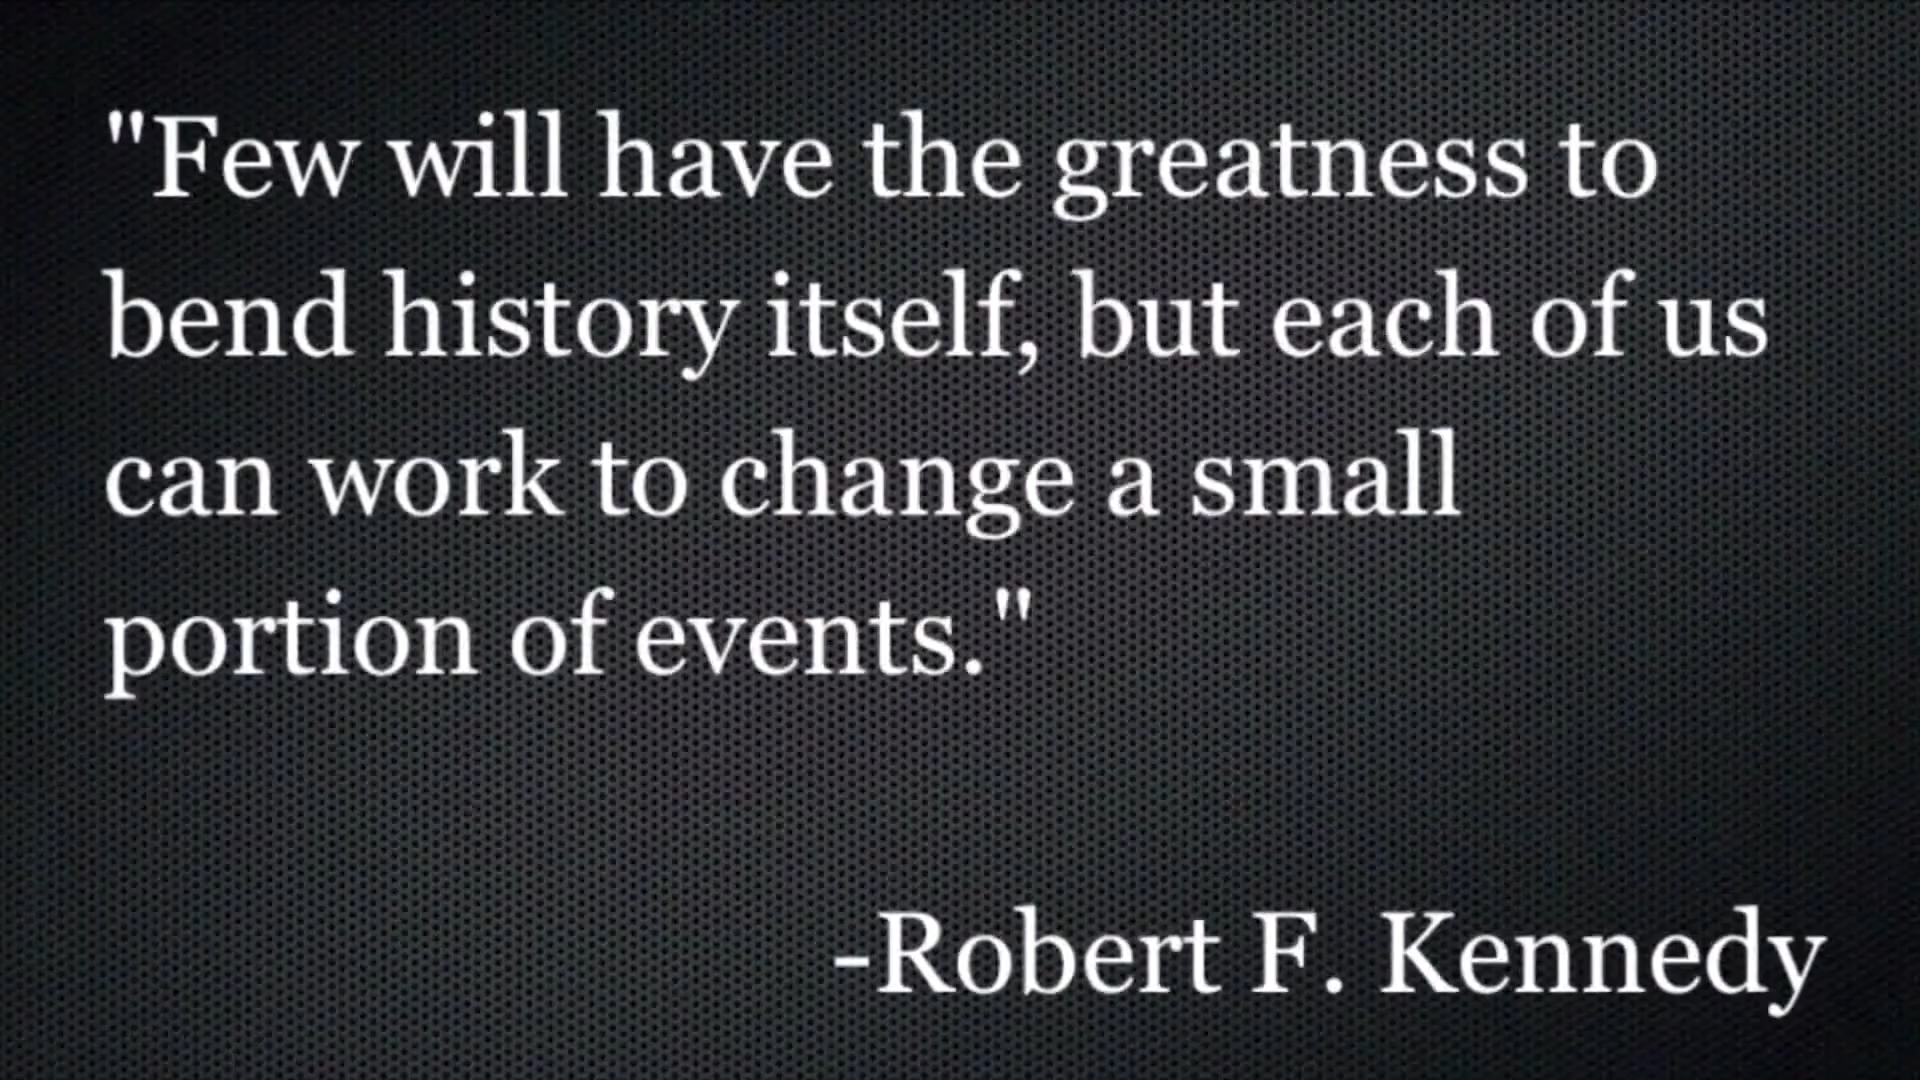 "Few will have the greatness to
bend history itself, but each of us
can work to change a small
portion of events."
-Robert F. Kennedy